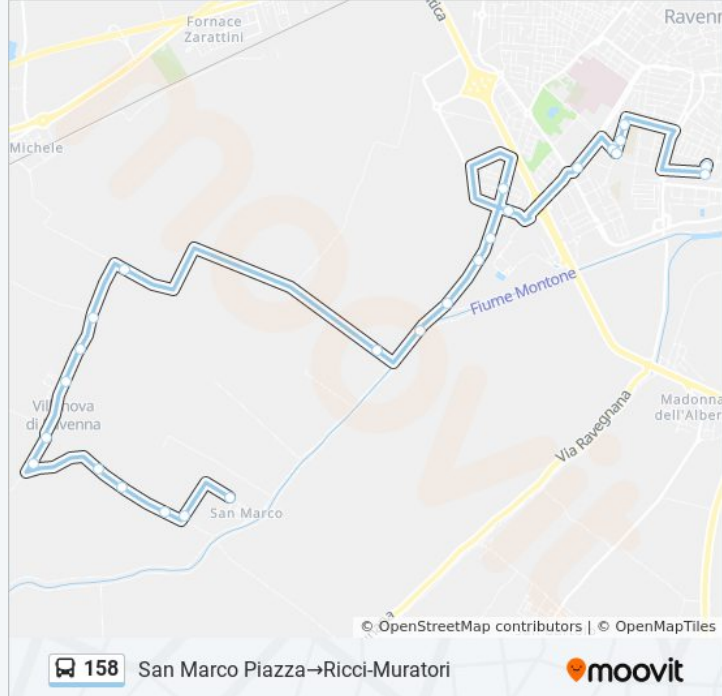 Ravenn
Fornace
Zarattini
Michele
Fiume Montone
Madonna
dell'Alber
Via Ravegnana
San Marco
moovit
© OpenStreetMap contributors | © OpenMapTiles
158 San Marco Piazza→Ricci-Muratori
moovit